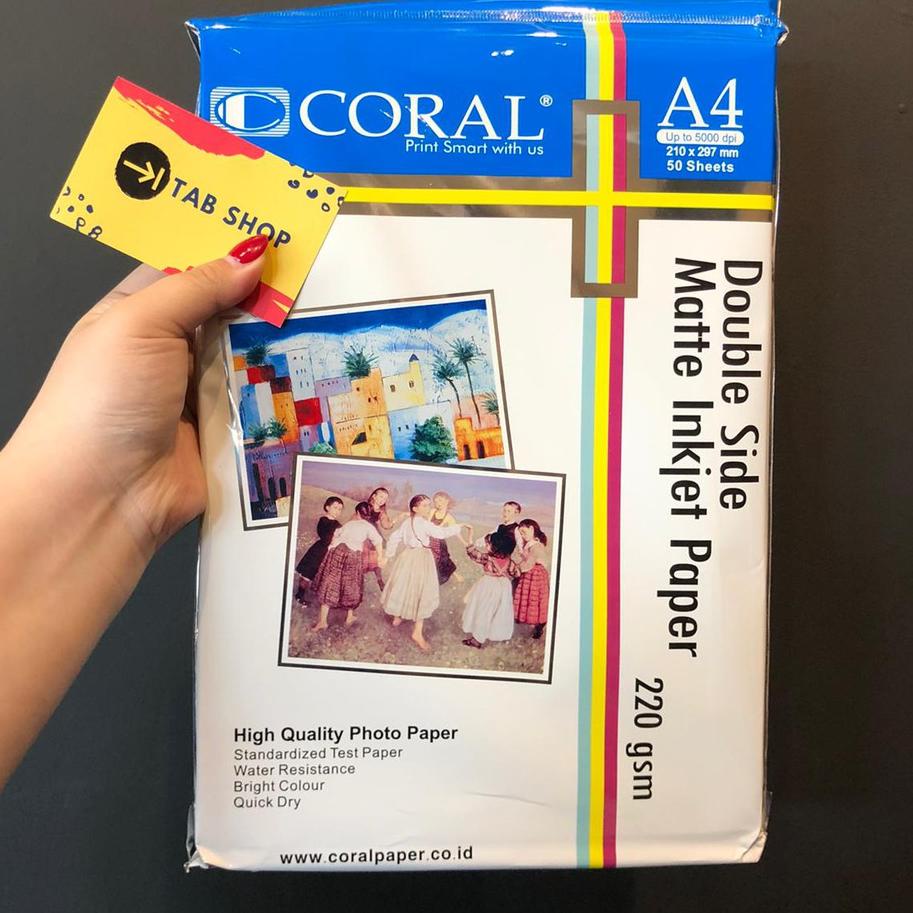 CORAL®
Print Smart with us
A4
Up to 5000 dpi
210 x 297 mm
50 Sheets
TAB SHOP
Double Side
Matte Inkjet Paper
220 gsm
High Quality Photo Paper
Standardized Test Paper
Water Resistance
Bright Colour
Quick Dry
www.coralpaper.co.id